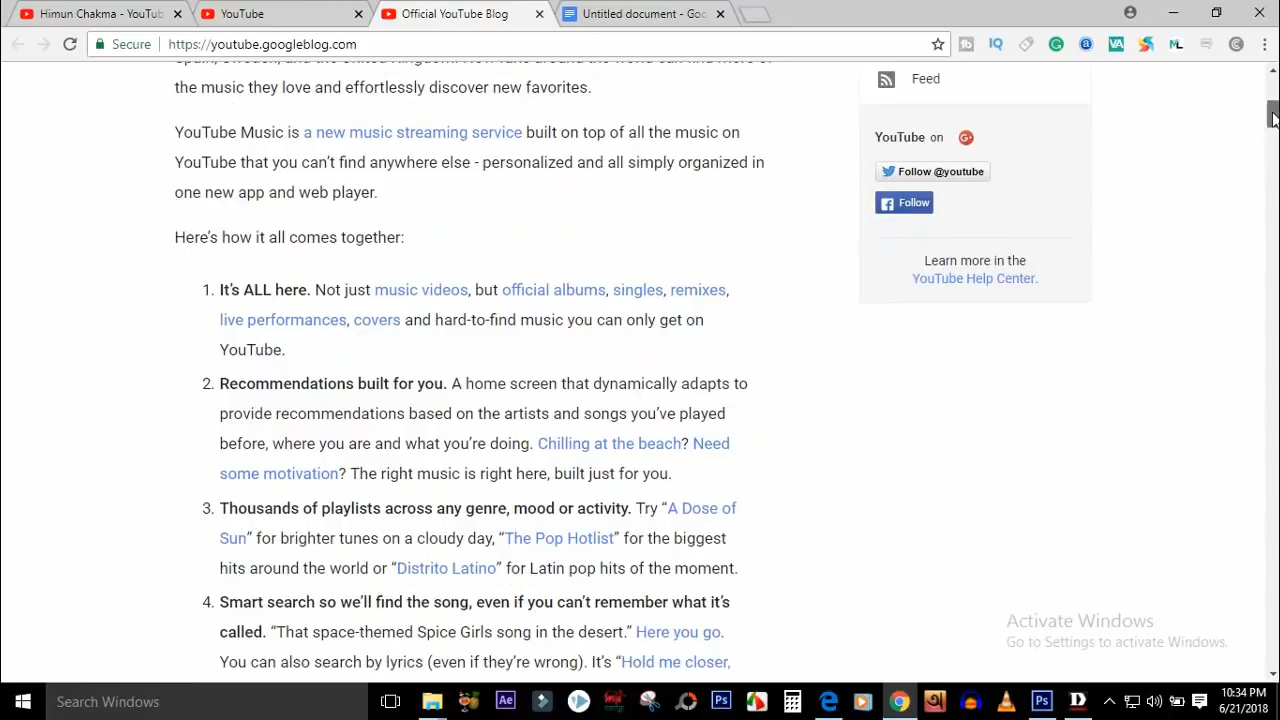 Himun Chakma - YouTu
YouTube
Official YouTube Blog
Untitled document - Goo
Secure
https://youtube.googleblog.com
the music they love and effortlessly discover new favorites.
YouTube Music is a new music streaming service built on top of all the music on
YouTube that you can't find anywhere else - personalized and all simply organized in
one new app and web player.
Here's how it all comes together:
1. It's ALL here. Not just music videos, but official albums, singles, remixes,
live performances, covers and hard-to-find music you can only get on
YouTube.
2. Recommendations built for you. A home screen that dynamically adapts to
provide recommendations based on the artists and songs you've played
before, where you are and what you're doing. Chilling at the beach? Need
some motivation? The right music is right here, built just for you.
3. Thousands of playlists across any genre, mood or activity. Try “A Dose of
Sun” for brighter tunes on a cloudy day, “The Pop Hotlist” for the biggest
hits around the world or “Distrito Latino” for Latin pop hits of the moment.
4. Smart search so we'll find the song, even if you can't remember what it's
called. “That space-themed Spice Girls song in the desert.” Here you go.
You can also search by lyrics (even if they're wrong). It's “Hold me closer,
Feed
YouTube on
Follow @youtube
Follow
Learn more in the
YouTube Help Center.
Activate Windows
Go to Settings to activate Windows.
Search Windows
Ae
Ps
Ps
10:34 PM
6/21/2018